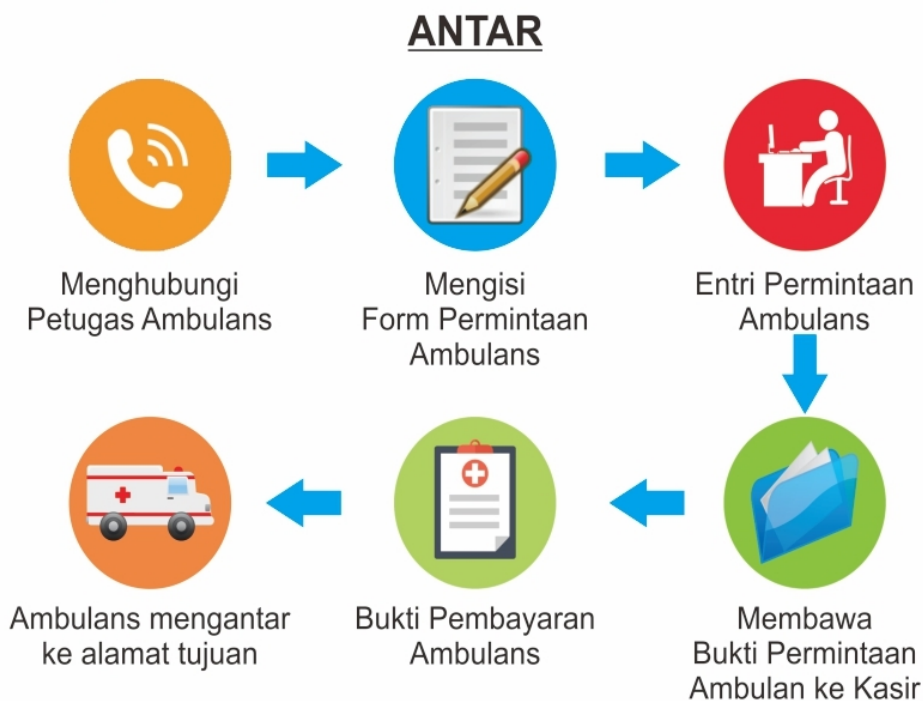 ANTAR
Menghubungi
Petugas Ambulans
Mengisi
Form Permintaan
Ambulans
Entri Permintaan
Ambulans
Membawa
Bukti Permintaan
Ambulan ke Kasir
Bukti Pembayaran
Ambulans
Ambulans mengantar
ke alamat tujuan